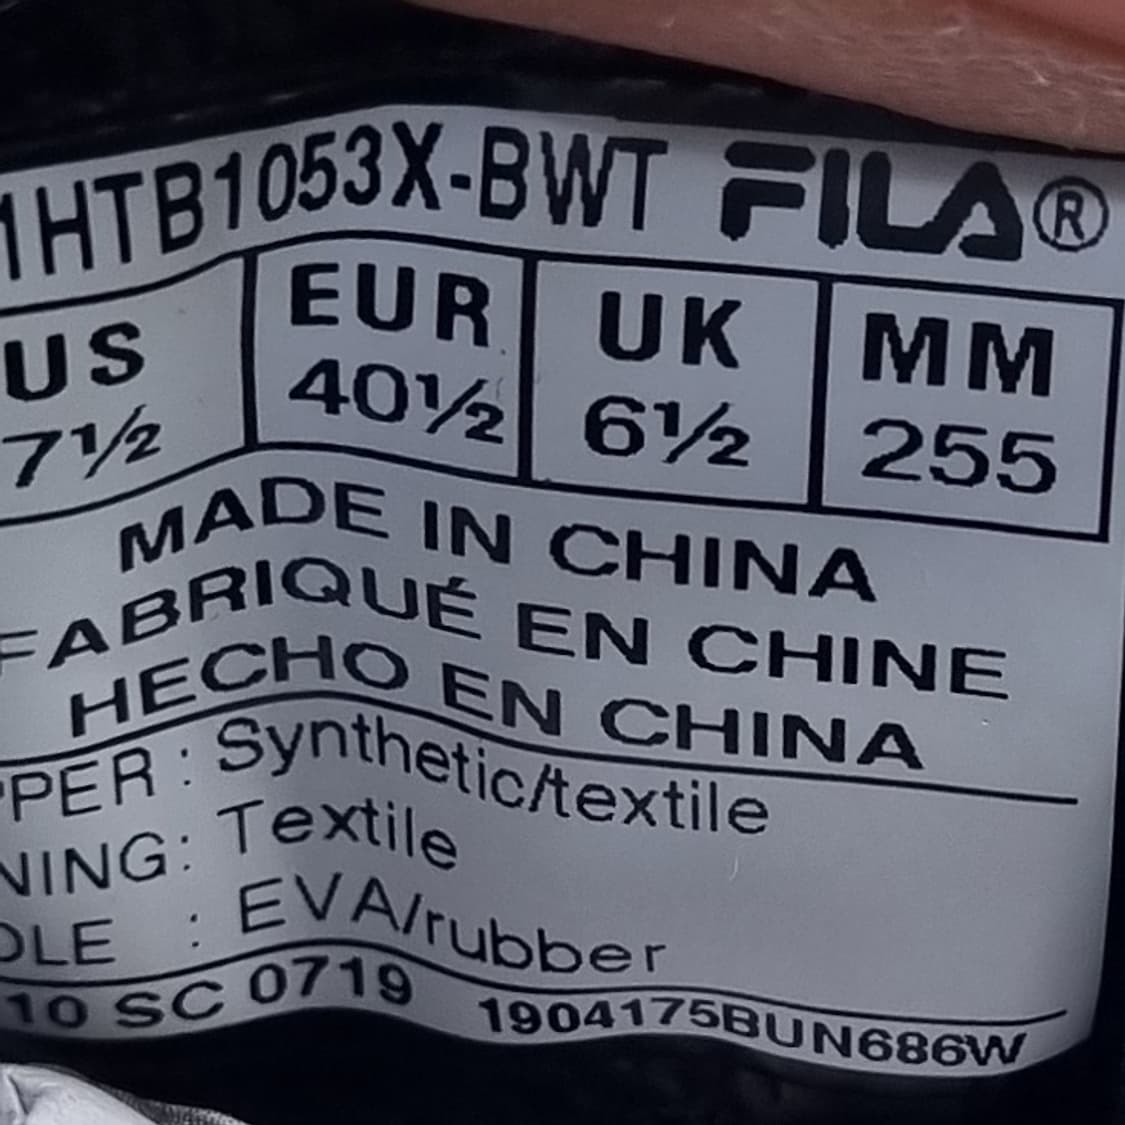 1HTB1053X-BWT FILA®
US EUR UK MM
7½ 40½ 6½ 255
MADE IN CHINA
FABRIQUÉ EN CHINE
HECHO EN CHINA
PPER : Synthetic/textile
NING: Textile
OLE : EVA/rubber
10 SC 0719 1904175BUN686W